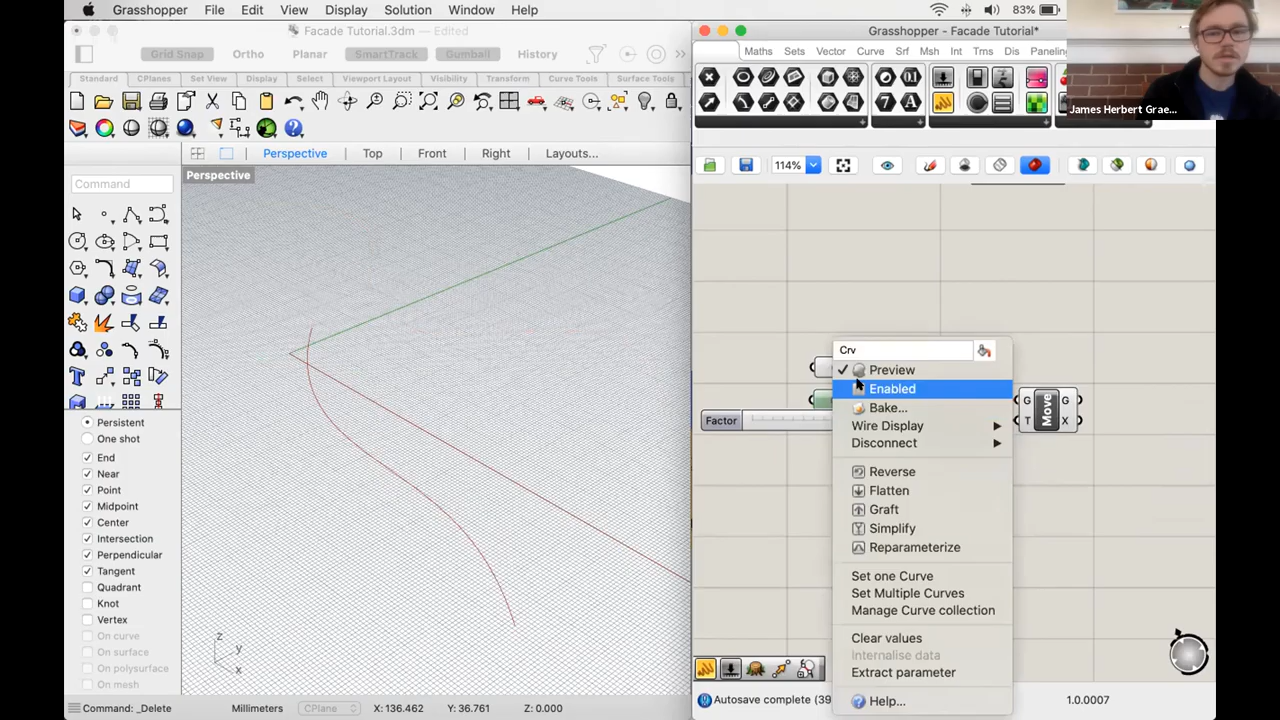 Grasshopper File Edit View Display Solution Window Help
83%
Facade Tutorial.3dm — Edited
Grasshopper - Facade Tutorial*
James Herbert Grae...
Grid Snap Ortho Planar SmartTrack Gumball History
Maths Sets Vector Curve Srf Msh Int Trns Dis Paneling
Standard CPlanes Set View Display Select Viewport Layout Visibility Transform Curve Tools Surface Tools
Perspective Top Front Right Layouts...
114%
Perspective
Command
Crv
Preview
Enabled
Bake...
Wire Display
Disconnect
Reverse
Flatten
Graft
Simplify
Reparameterize
Set one Curve
Set Multiple Curves
Manage Curve collection
Clear values
Internalise data
Extract parameter
Help...
Factor
G Move G
T X
Persistent
One shot
End
Near
Point
Midpoint
Center
Intersection
Perpendicular
Tangent
Quadrant
Knot
Vertex
On curve
On surface
On polysurface
On mesh
z
y
x
Command: _Delete Millimeters CPlane X: 136.462 Y: 36.761 Z: 0.000
Autosave complete (39
1.0.0007